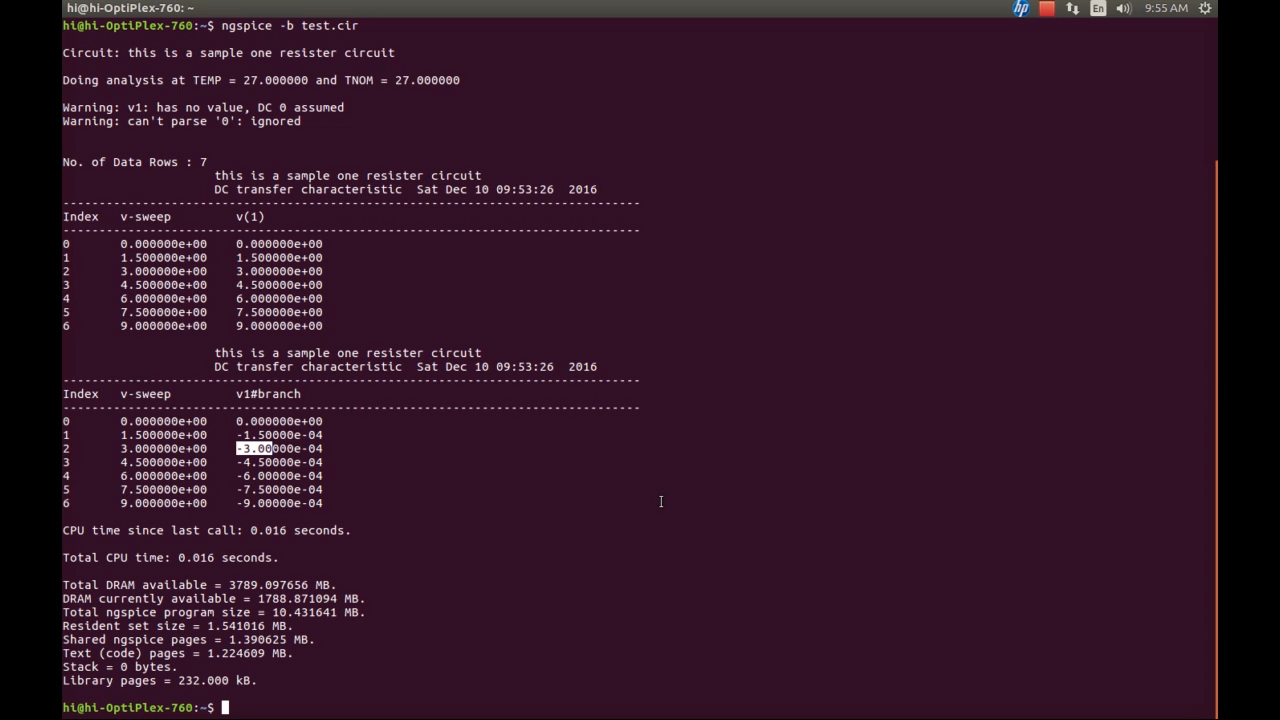 hi@hi-OptiPlex-760: ~
hp En 9:55 AM
hi@hi-OptiPlex-760:~$ ngspice -b test.cir
Circuit: this is a sample one resister circuit
Doing analysis at TEMP = 27.000000 and TNOM = 27.000000
Warning: v1: has no value, DC 0 assumed
Warning: can't parse '0': ignored
No. of Data Rows : 7
this is a sample one resister circuit
DC transfer characteristic  Sat Dec 10 09:53:26  2016
--------------------------------------------------------------------------------
Index   v-sweep         v(1)
--------------------------------------------------------------------------------
0       0.000000e+00    0.000000e+00
1       1.500000e+00    1.500000e+00
2       3.000000e+00    3.000000e+00
3       4.500000e+00    4.500000e+00
4       6.000000e+00    6.000000e+00
5       7.500000e+00    7.500000e+00
6       9.000000e+00    9.000000e+00
this is a sample one resister circuit
DC transfer characteristic  Sat Dec 10 09:53:26  2016
--------------------------------------------------------------------------------
Index   v-sweep         v1#branch
--------------------------------------------------------------------------------
0       0.000000e+00    0.000000e+00
1       1.500000e+00    -1.50000e-04
2       3.000000e+00    -3.00000e-04
3       4.500000e+00    -4.50000e-04
4       6.000000e+00    -6.00000e-04
5       7.500000e+00    -7.50000e-04
6       9.000000e+00    -9.00000e-04
CPU time since last call: 0.016 seconds.
Total CPU time: 0.016 seconds.
Total DRAM available = 3789.097656 MB.
DRAM currently available = 1788.871094 MB.
Total ngspice program size = 10.431641 MB.
Resident set size = 1.541016 MB.
Shared ngspice pages = 1.390625 MB.
Text (code) pages = 1.224609 MB.
Stack = 0 bytes.
Library pages = 232.000 kB.
hi@hi-OptiPlex-760:~$